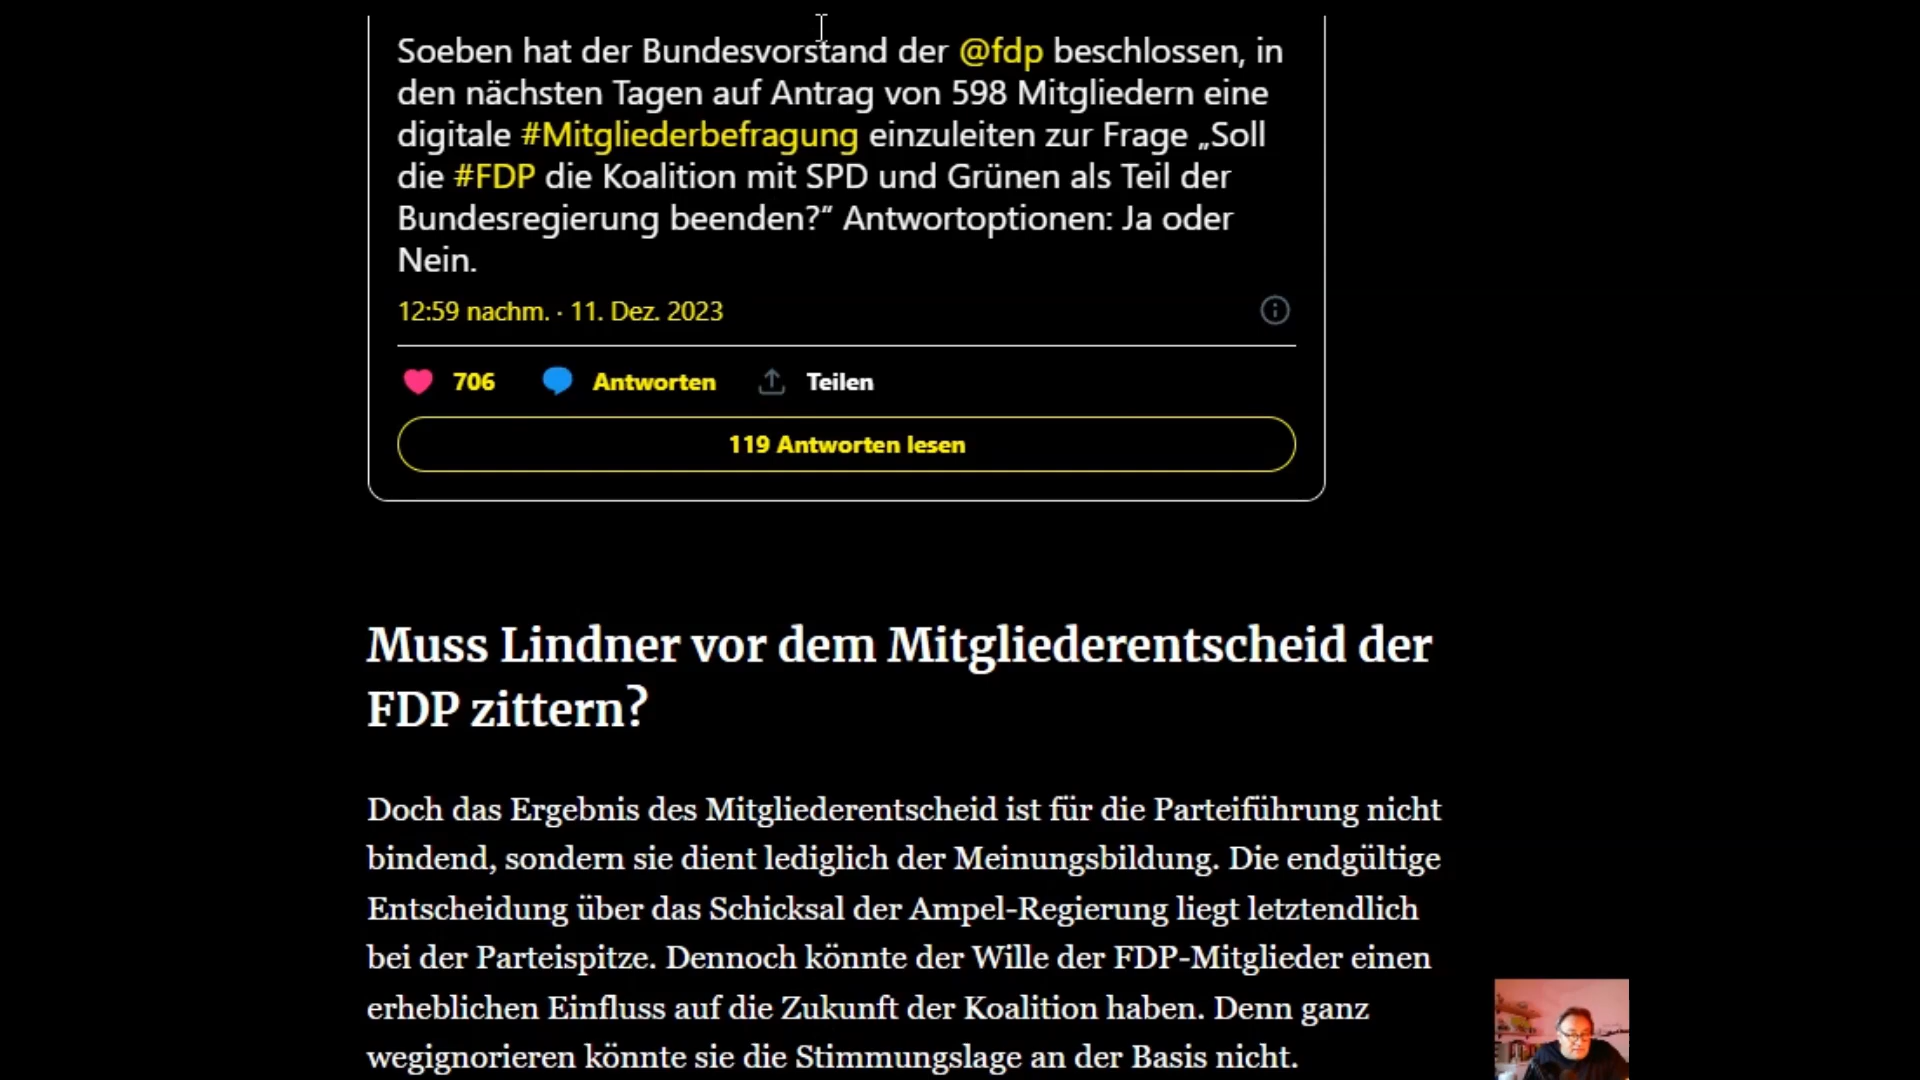 Soeben hat der Bundesvorstand der @fdp beschlossen, in
den nächsten Tagen auf Antrag von 598 Mitgliedern eine
digitale #Mitgliederbefragung einzuleiten zur Frage „Soll
die #FDP die Koalition mit SPD und Grünen als Teil der
Bundesregierung beenden?“ Antwortoptionen: Ja oder
Nein.
12:59 nachm. · 11. Dez. 2023
706 Antworten Teilen
119 Antworten lesen
Muss Lindner vor dem Mitgliederentscheid der
FDP zittern?
Doch das Ergebnis des Mitgliederentscheid ist für die Parteiführung nicht
bindend, sondern sie dient lediglich der Meinungsbildung. Die endgültige
Entscheidung über das Schicksal der Ampel-Regierung liegt letztendlich
bei der Parteispitze. Dennoch könnte der Wille der FDP-Mitglieder einen
erheblichen Einfluss auf die Zukunft der Koalition haben. Denn ganz
wegignorieren könnte sie die Stimmungslage an der Basis nicht.